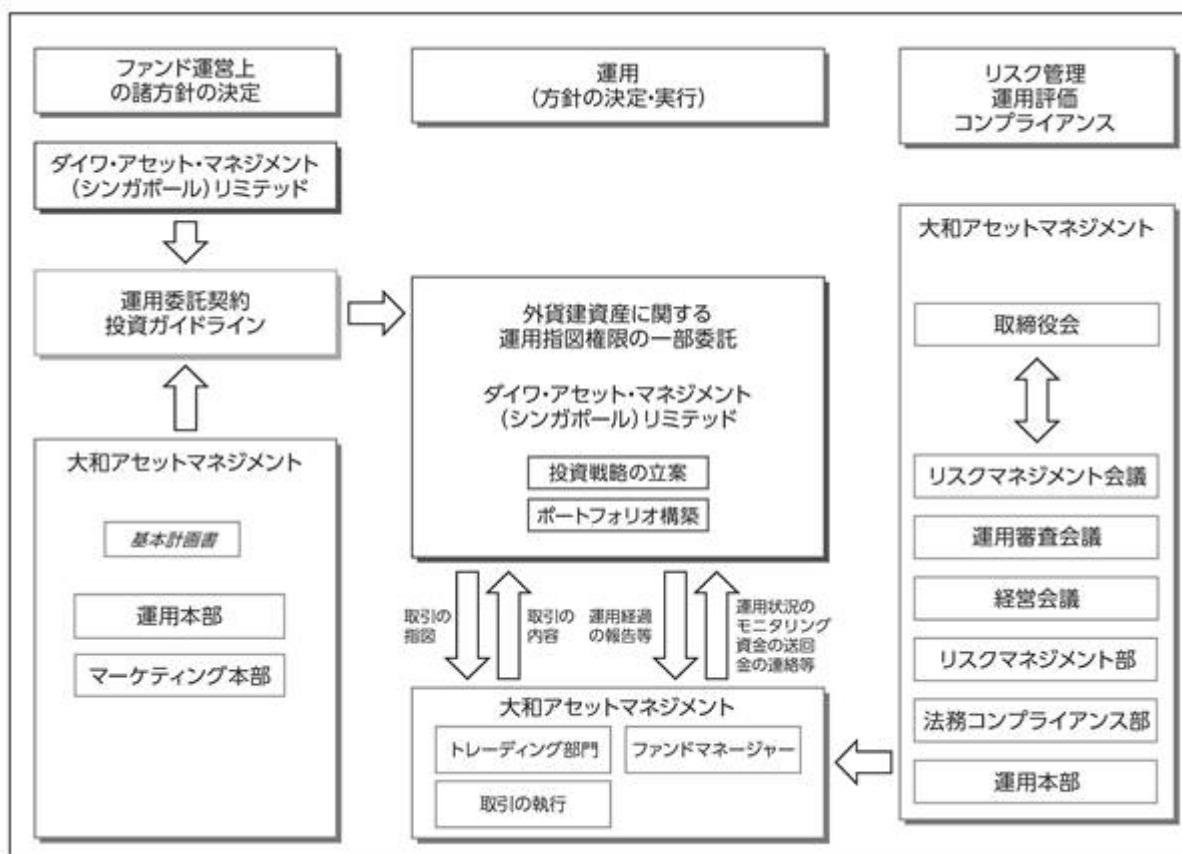 ファンド運営上
の諸方針の決定
運用
(方針の決定・実行)
リスク管理
運用評価
コンプライアンス
ダイワ・アセット・マネジメント
(シンガポール)リミテッド
運用委託契約
投資ガイドライン
大和アセットマネジメント
基本計画書
運用本部
マーケティング本部
外貨建資産に関する
運用指図権限の一部委託
ダイワ・アセット・マネジメント
(シンガポール)リミテッド
投資戦略の立案
ポートフォリオ構築
取引の
指図
取引の
内容
運用経過
の報告等
運用状況の
モニタリング
資金の送回
金の連絡等
大和アセットマネジメント
トレーディング部門
ファンドマネージャー
取引の執行
大和アセットマネジメント
取締役会
リスクマネジメント会議
運用審査会議
経営会議
リスクマネジメント部
法務コンプライアンス部
運用本部